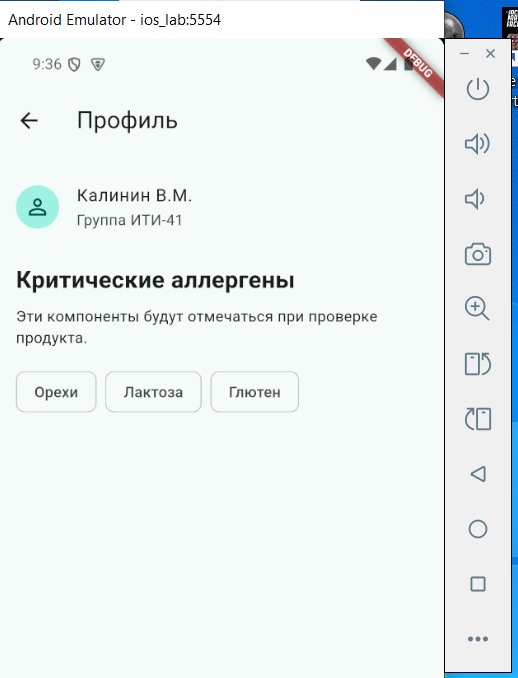 Android Emulator - ios_lab:5554
9:36
DEBUG
Профиль
Калинин В.М.
Группа ИТИ-41
Критические аллергены
Эти компоненты будут отмечаться при проверке
продукта.
Орехи
Лактоза
Глютен